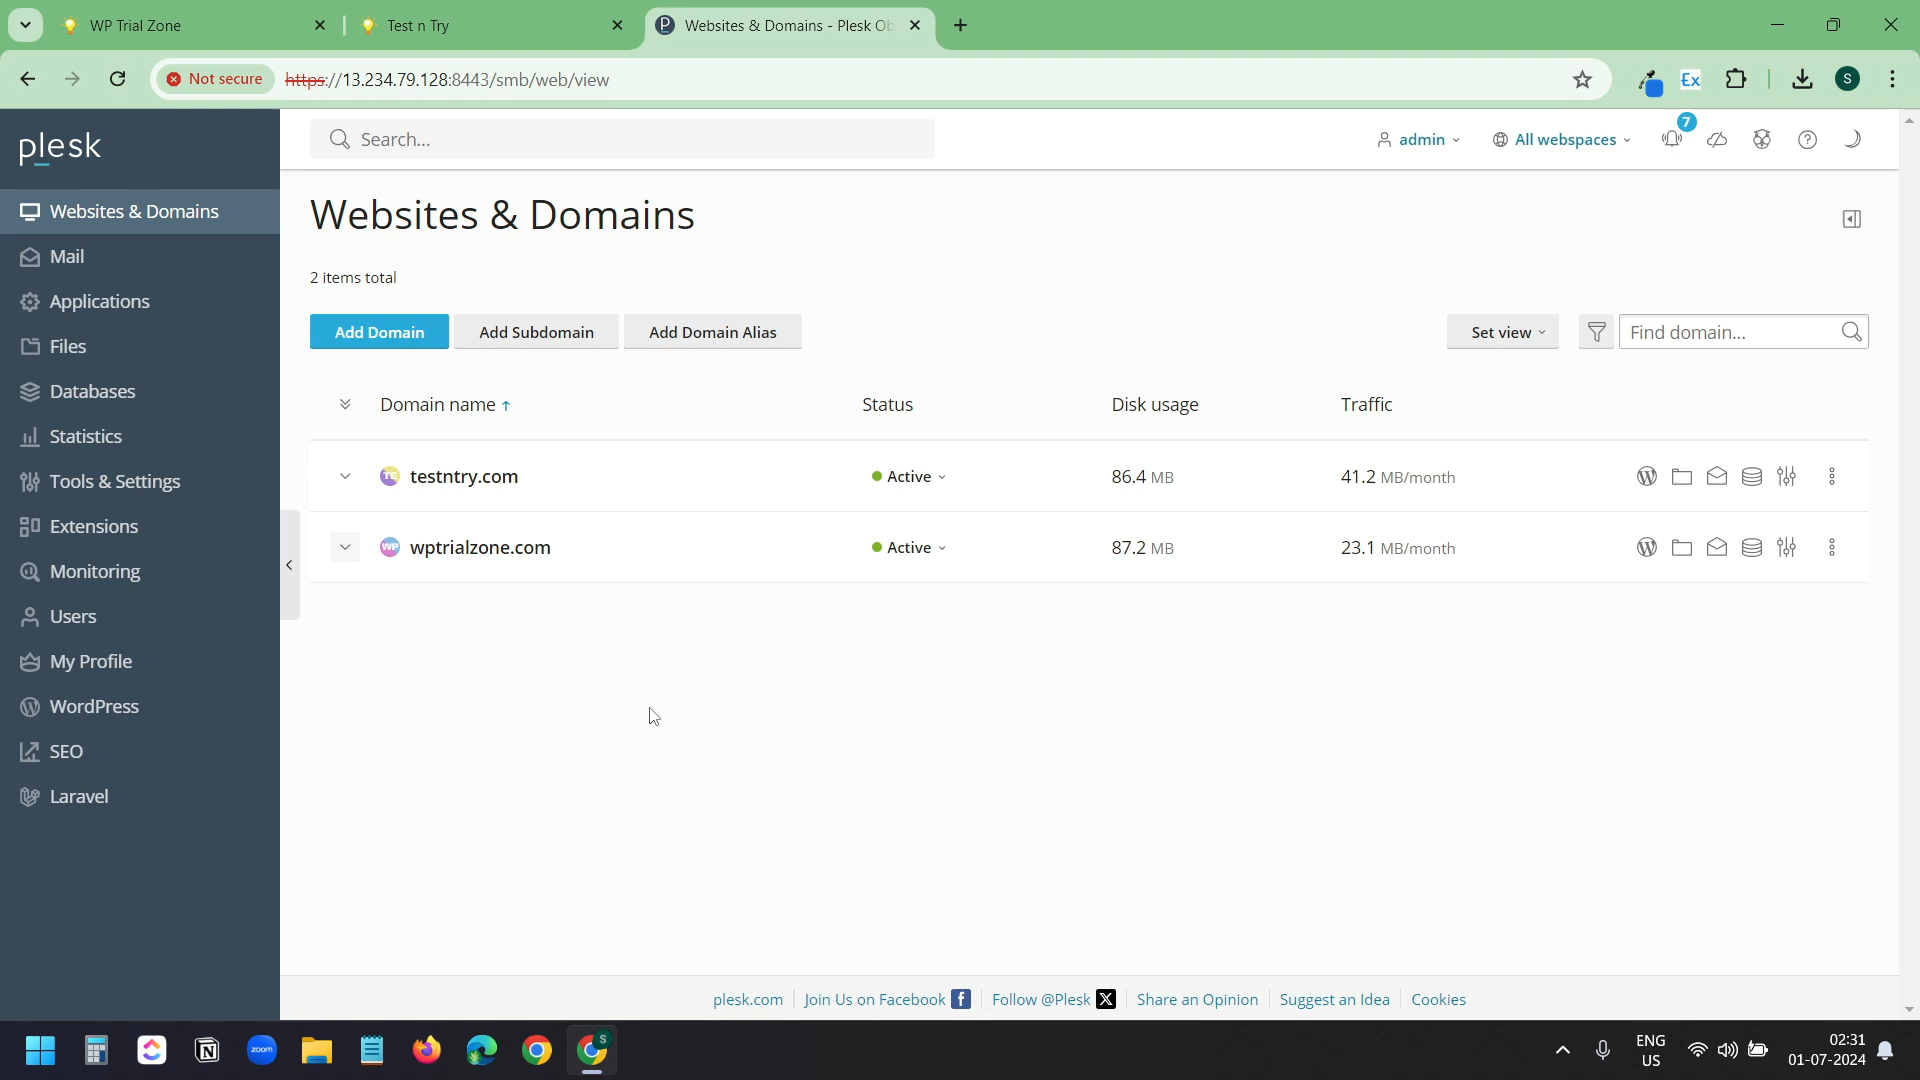 WP Trial Zone
Test n Try
Websites & Domains - Plesk Ob
Not secure
https://13.234.79.128:8443/smb/web/view
£x
S
plesk
Search...
admin
All webspaces
7
Websites & Domains
Mail
Applications
Files
Databases
Statistics
Tools & Settings
Extensions
Monitoring
Users
My Profile
WordPress
SEO
Laravel
Websites & Domains
2 items total
Add Domain
Add Subdomain
Add Domain Alias
Set view
Find domain...
Domain name ↑
Status
Disk usage
Traffic
TE
testntry.com
Active
86.4 MB
41.2 MB/month
WP
wptrialzone.com
Active
87.2 MB
23.1 MB/month
plesk.com
Join Us on Facebook
Follow @Plesk
Share an Opinion
Suggest an Idea
Cookies
zoom
S
ENG
US
02:31
01-07-2024